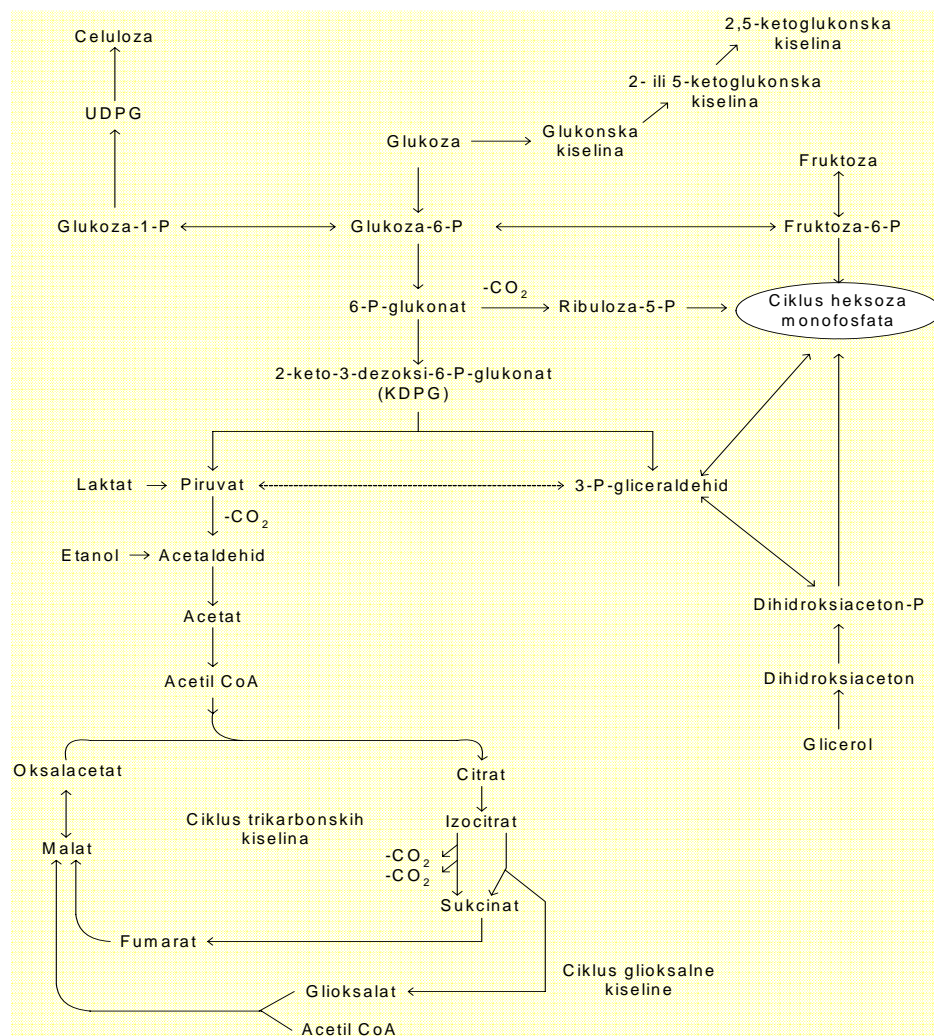 Celuloza
2,5-ketoglukonska
kiselina
2- ili 5-ketoglukonska
kiselina
UDPG
Glukoza
Glukonska
kiselina
Fruktoza
Glukoza-1-P
Glukoza-6-P
Fruktoza-6-P
-CO₂
6-P-glukonat
Ribuloza-5-P
Ciklus heksoza
monofosfata
2-keto-3-dezoksi-6-P-glukonat
(KDPG)
Laktat
Piruvat
3-P-gliceraldehid
-CO₂
Etanol
Acetaldehid
Acetat
Dihidroksiaceton-P
Acetil CoA
Dihidroksiaceton
Glicerol
Oksalacetat
Citrat
Ciklus trikarbonskih
kiselina
Izocitrat
Malat
-CO₂
-CO₂
Sukcinat
Fumarat
Ciklus glioksalne
kiseline
Glioksalat
Acetil CoA